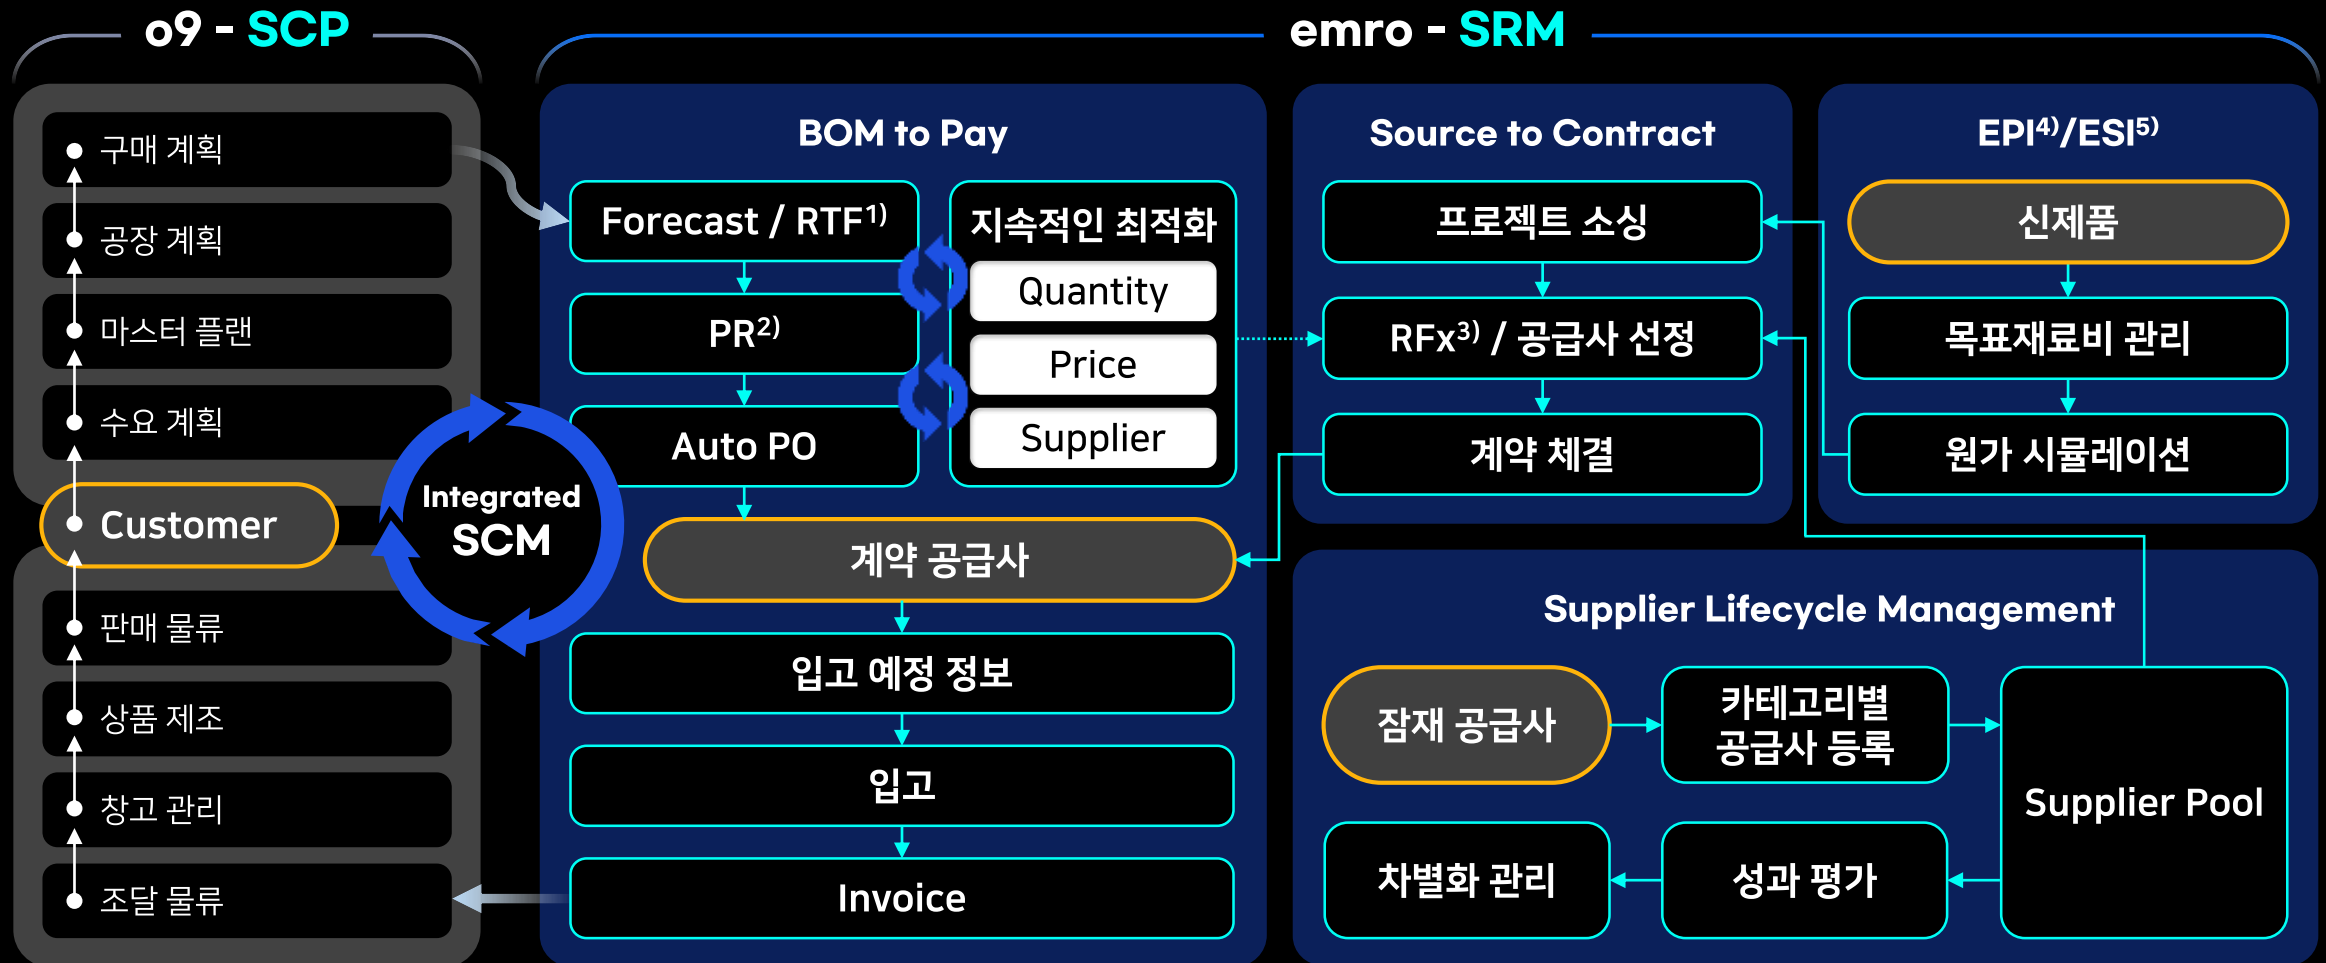 o9 - SCP
구매 계획
공장 계획
마스터 플랜
수요 계획
Customer
판매 물류
상품 제조
창고 관리
조달 물류
Integrated
SCM
emro - SRM
BOM to Pay
Forecast / RTF¹⁾
PR²⁾
Auto PO
지속적인 최적화
Quantity
Price
Supplier
계약 공급사
입고 예정 정보
입고
Invoice
Source to Contract
프로젝트 소싱
RFx³⁾ / 공급사 선정
계약 체결
EPI⁴⁾/ESI⁵⁾
신제품
목표재료비 관리
원가 시뮬레이션
Supplier Lifecycle Management
잠재 공급사
카테고리별
공급사 등록
Supplier Pool
성과 평가
차별화 관리